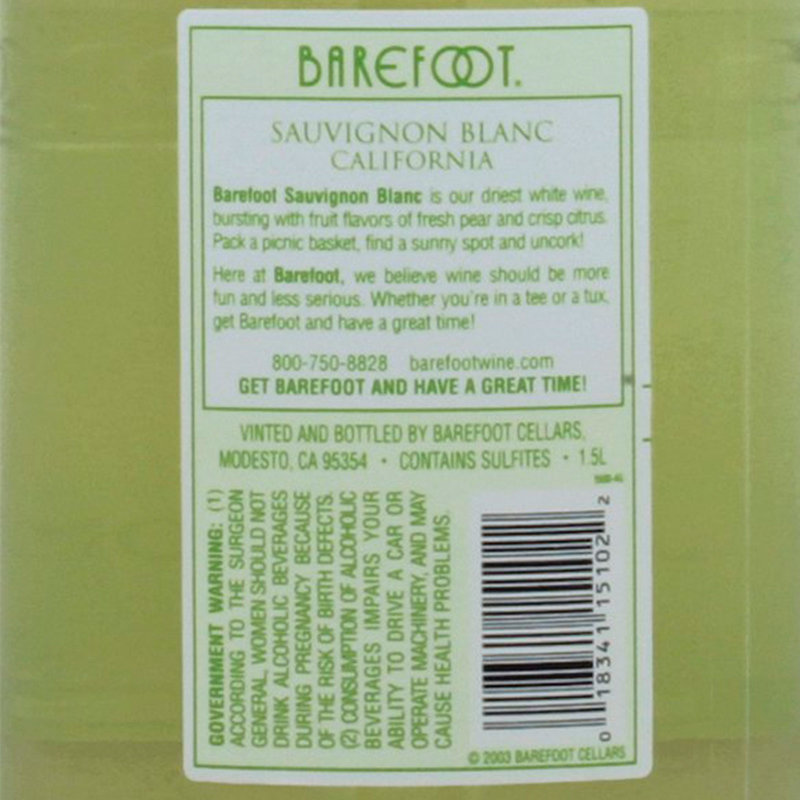 BAREFOOT.
SAUVIGNON BLANC
CALIFORNIA
Barefoot Sauvignon Blanc is our driest white wine,
bursting with fruit flavors of fresh pear and crisp citrus.
Pack a picnic basket, find a sunny spot and uncork!
Here at Barefoot, we believe wine should be more
fun and less serious. Whether you're in a tee or a tux,
get Barefoot and have a great time!
800-750-8828 barefootwine.com
GET BAREFOOT AND HAVE A GREAT TIME!
VINTED AND BOTTLED BY BAREFOOT CELLARS,
MODESTO, CA 95354 • CONTAINS SULFITES • 1.5L
GOVERNMENT WARNING: (1)
ACCORDING TO THE SURGEON
GENERAL, WOMEN SHOULD NOT
DRINK ALCOHOLIC BEVERAGES
DURING PREGNANCY BECAUSE
OF THE RISK OF BIRTH DEFECTS.
(2) CONSUMPTION OF ALCOHOLIC
BEVERAGES IMPAIRS YOUR
ABILITY TO DRIVE A CAR OR
OPERATE MACHINERY, AND MAY
CAUSE HEALTH PROBLEMS.
0 18341 15102 2
© 2003 BAREFOOT CELLARS